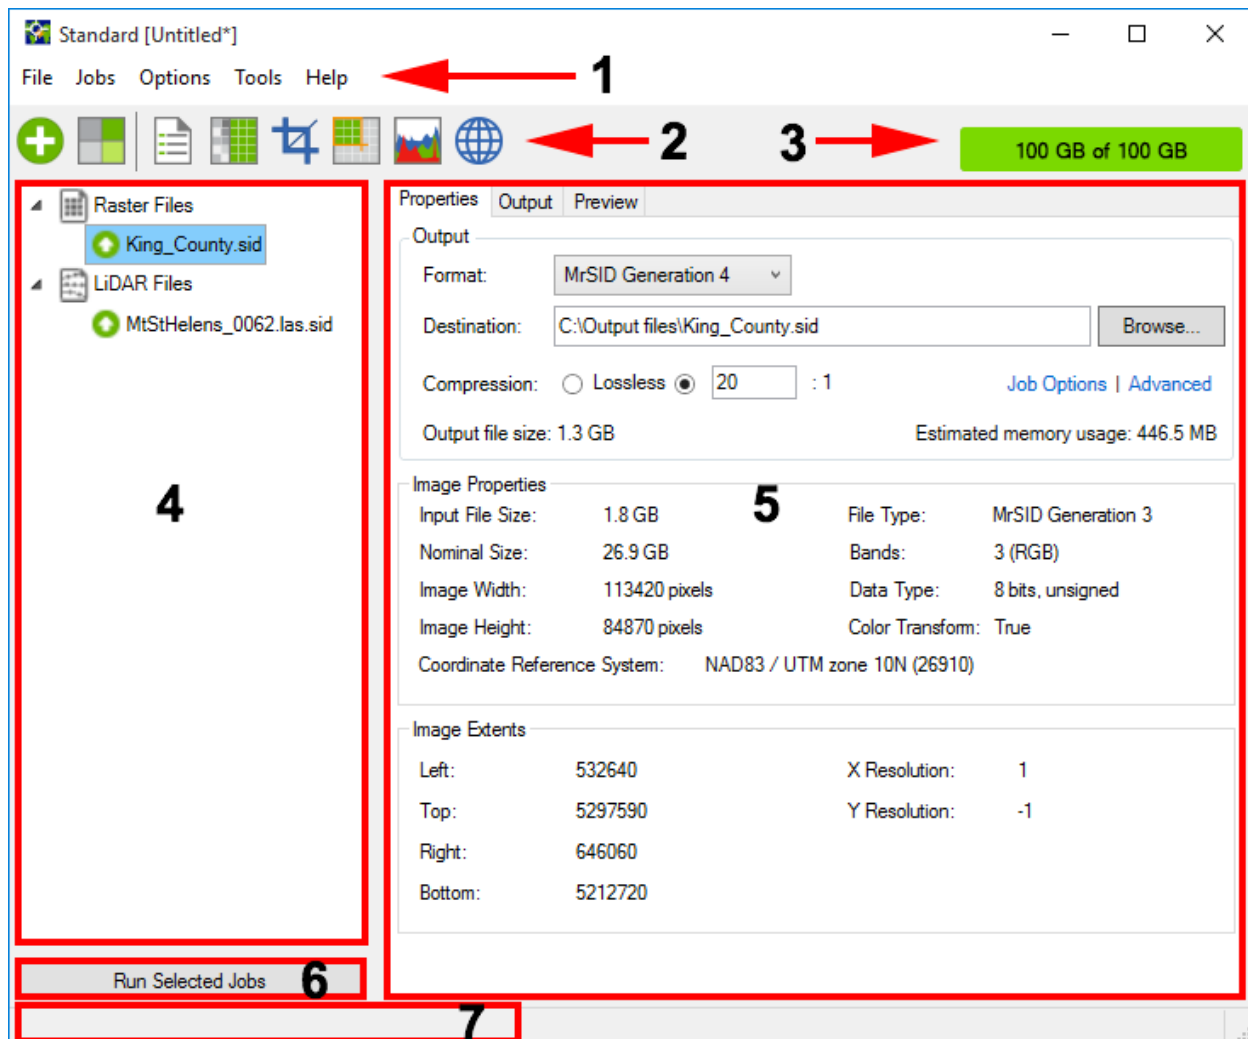 Standard [Untitled*]
File Jobs Options Tools Help 1
2 3 100 GB of 100 GB
Raster Files
King_County.sid
LiDAR Files
MtStHelens_0062.las.sid
4
Properties Output Preview
Output
Format: MrSID Generation 4
Destination: C:\Output files\King_County.sid Browse...
Compression: Lossless 20 : 1 Job Options | Advanced
Output file size: 1.3 GB Estimated memory usage: 446.5 MB
Image Properties 5
Input File Size: 1.8 GB File Type: MrSID Generation 3
Nominal Size: 26.9 GB Bands: 3 (RGB)
Image Width: 113420 pixels Data Type: 8 bits, unsigned
Image Height: 84870 pixels Color Transform: True
Coordinate Reference System: NAD83 / UTM zone 10N (26910)
Image Extents
Left: 532640 X Resolution: 1
Top: 5297590 Y Resolution: -1
Right: 646060
Bottom: 5212720
Run Selected Jobs 6
7